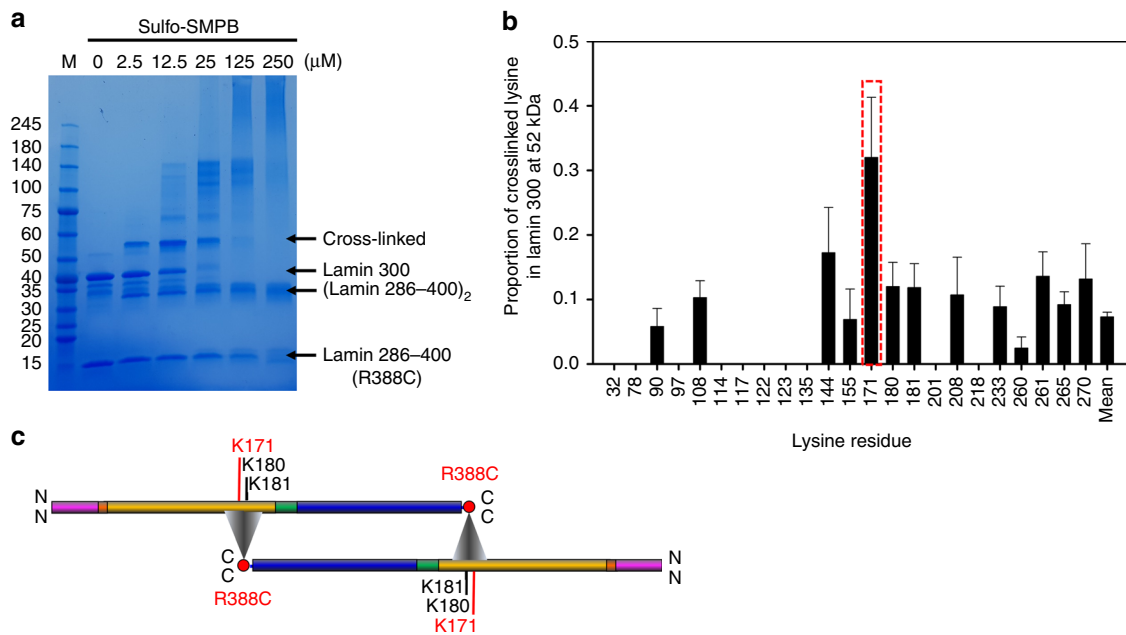 a
Sulfo-SMPB
M 0 2.5 12.5 25 125 250 (μM)
245
180
140
100
75
60
50
40
35
30
25
20
15
Cross-linked
Lamin 300
(Lamin 286–400)2
Lamin 286–400
(R388C)
b
Proportion of crosslinked lysine
in lamin 300 at 52 kDa
0.5
0.4
0.3
0.2
0.1
0.0
32 78 90 97 108 114 117 122 123 135 144 155 171 180 181 201 208 218 233 260 261 265 270 Mean
Lysine residue
c
K171
K180
K181
R388C
N
N
C
C
C
C
R388C
K181
K180
K171
N
N